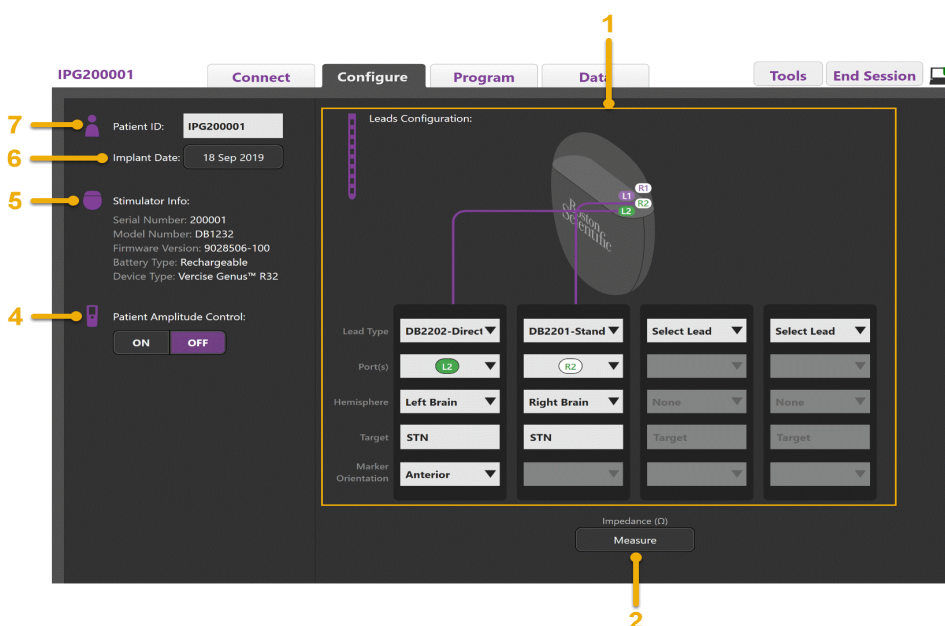 1
IPG200001
Connect
Configure
Program
Data
Tools
End Session
7
Patient ID:
IPG200001
Leads Configuration:
6
Implant Date:
18 Sep 2019
5
Stimulator Info:
Serial Number: 200001
Model Number: DB1232
Firmware Version: 9028506-100
Battery Type: Rechargeable
Device Type: Vercise Genus™ R32
R1
L1
R2
L2
Boston
Scientific
4
Patient Amplitude Control:
ON
OFF
Lead Type
DB2202-Direct
DB2201-Stand
Select Lead
Select Lead
Port(s)
L2
R2
Hemisphere
Left Brain
Right Brain
None
None
Target
STN
STN
Target
Target
Marker
Orientation
Anterior
Impedance (Ω)
Measure
2